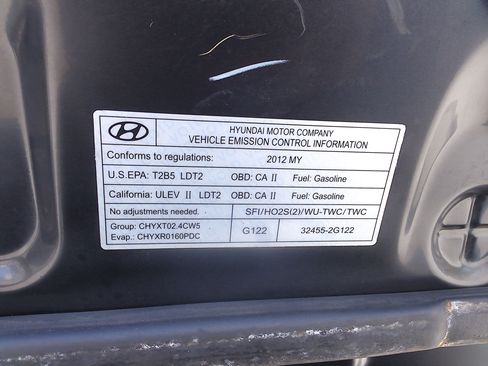 HYUNDAI MOTOR COMPANY
VEHICLE EMISSION CONTROL INFORMATION
Conforms to regulations: 2012 MY
U.S.EPA: T2B5 LDT2 OBD: CA II Fuel: Gasoline
California: ULEV II LDT2 OBD: CA II Fuel: Gasoline
No adjustments needed. SFI/HO2S(2)/WU-TWC/TWC
Group: CHYXT02.4CW5
Evap.: CHYXR0160PDC
G122 32455-2G122